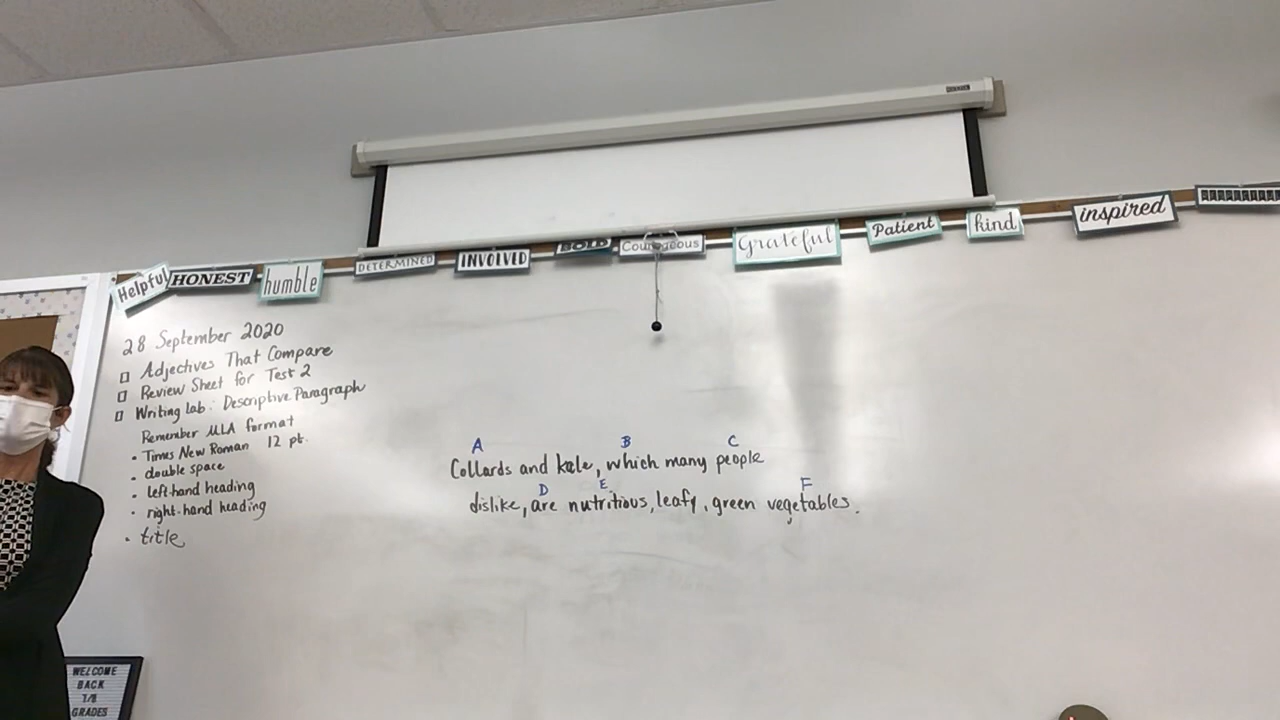 Helpful
HONEST
humble
DETERMINED
INVOLVED
BOLD
Courageous
Grateful
Patient
kind
inspired
28 September 2020
Adjectives That Compare
Review Sheet for Test 2
Writing lab: Descriptive Paragraph
Remember MLA format
• Times New Roman 12 pt.
• double space
• left-hand heading
• right-hand heading
• title
A B C
Collards and kale, which many people
D E F
dislike, are nutritious, leafy, green vegetables.
WELCOME
BACK
7/8
GRADES